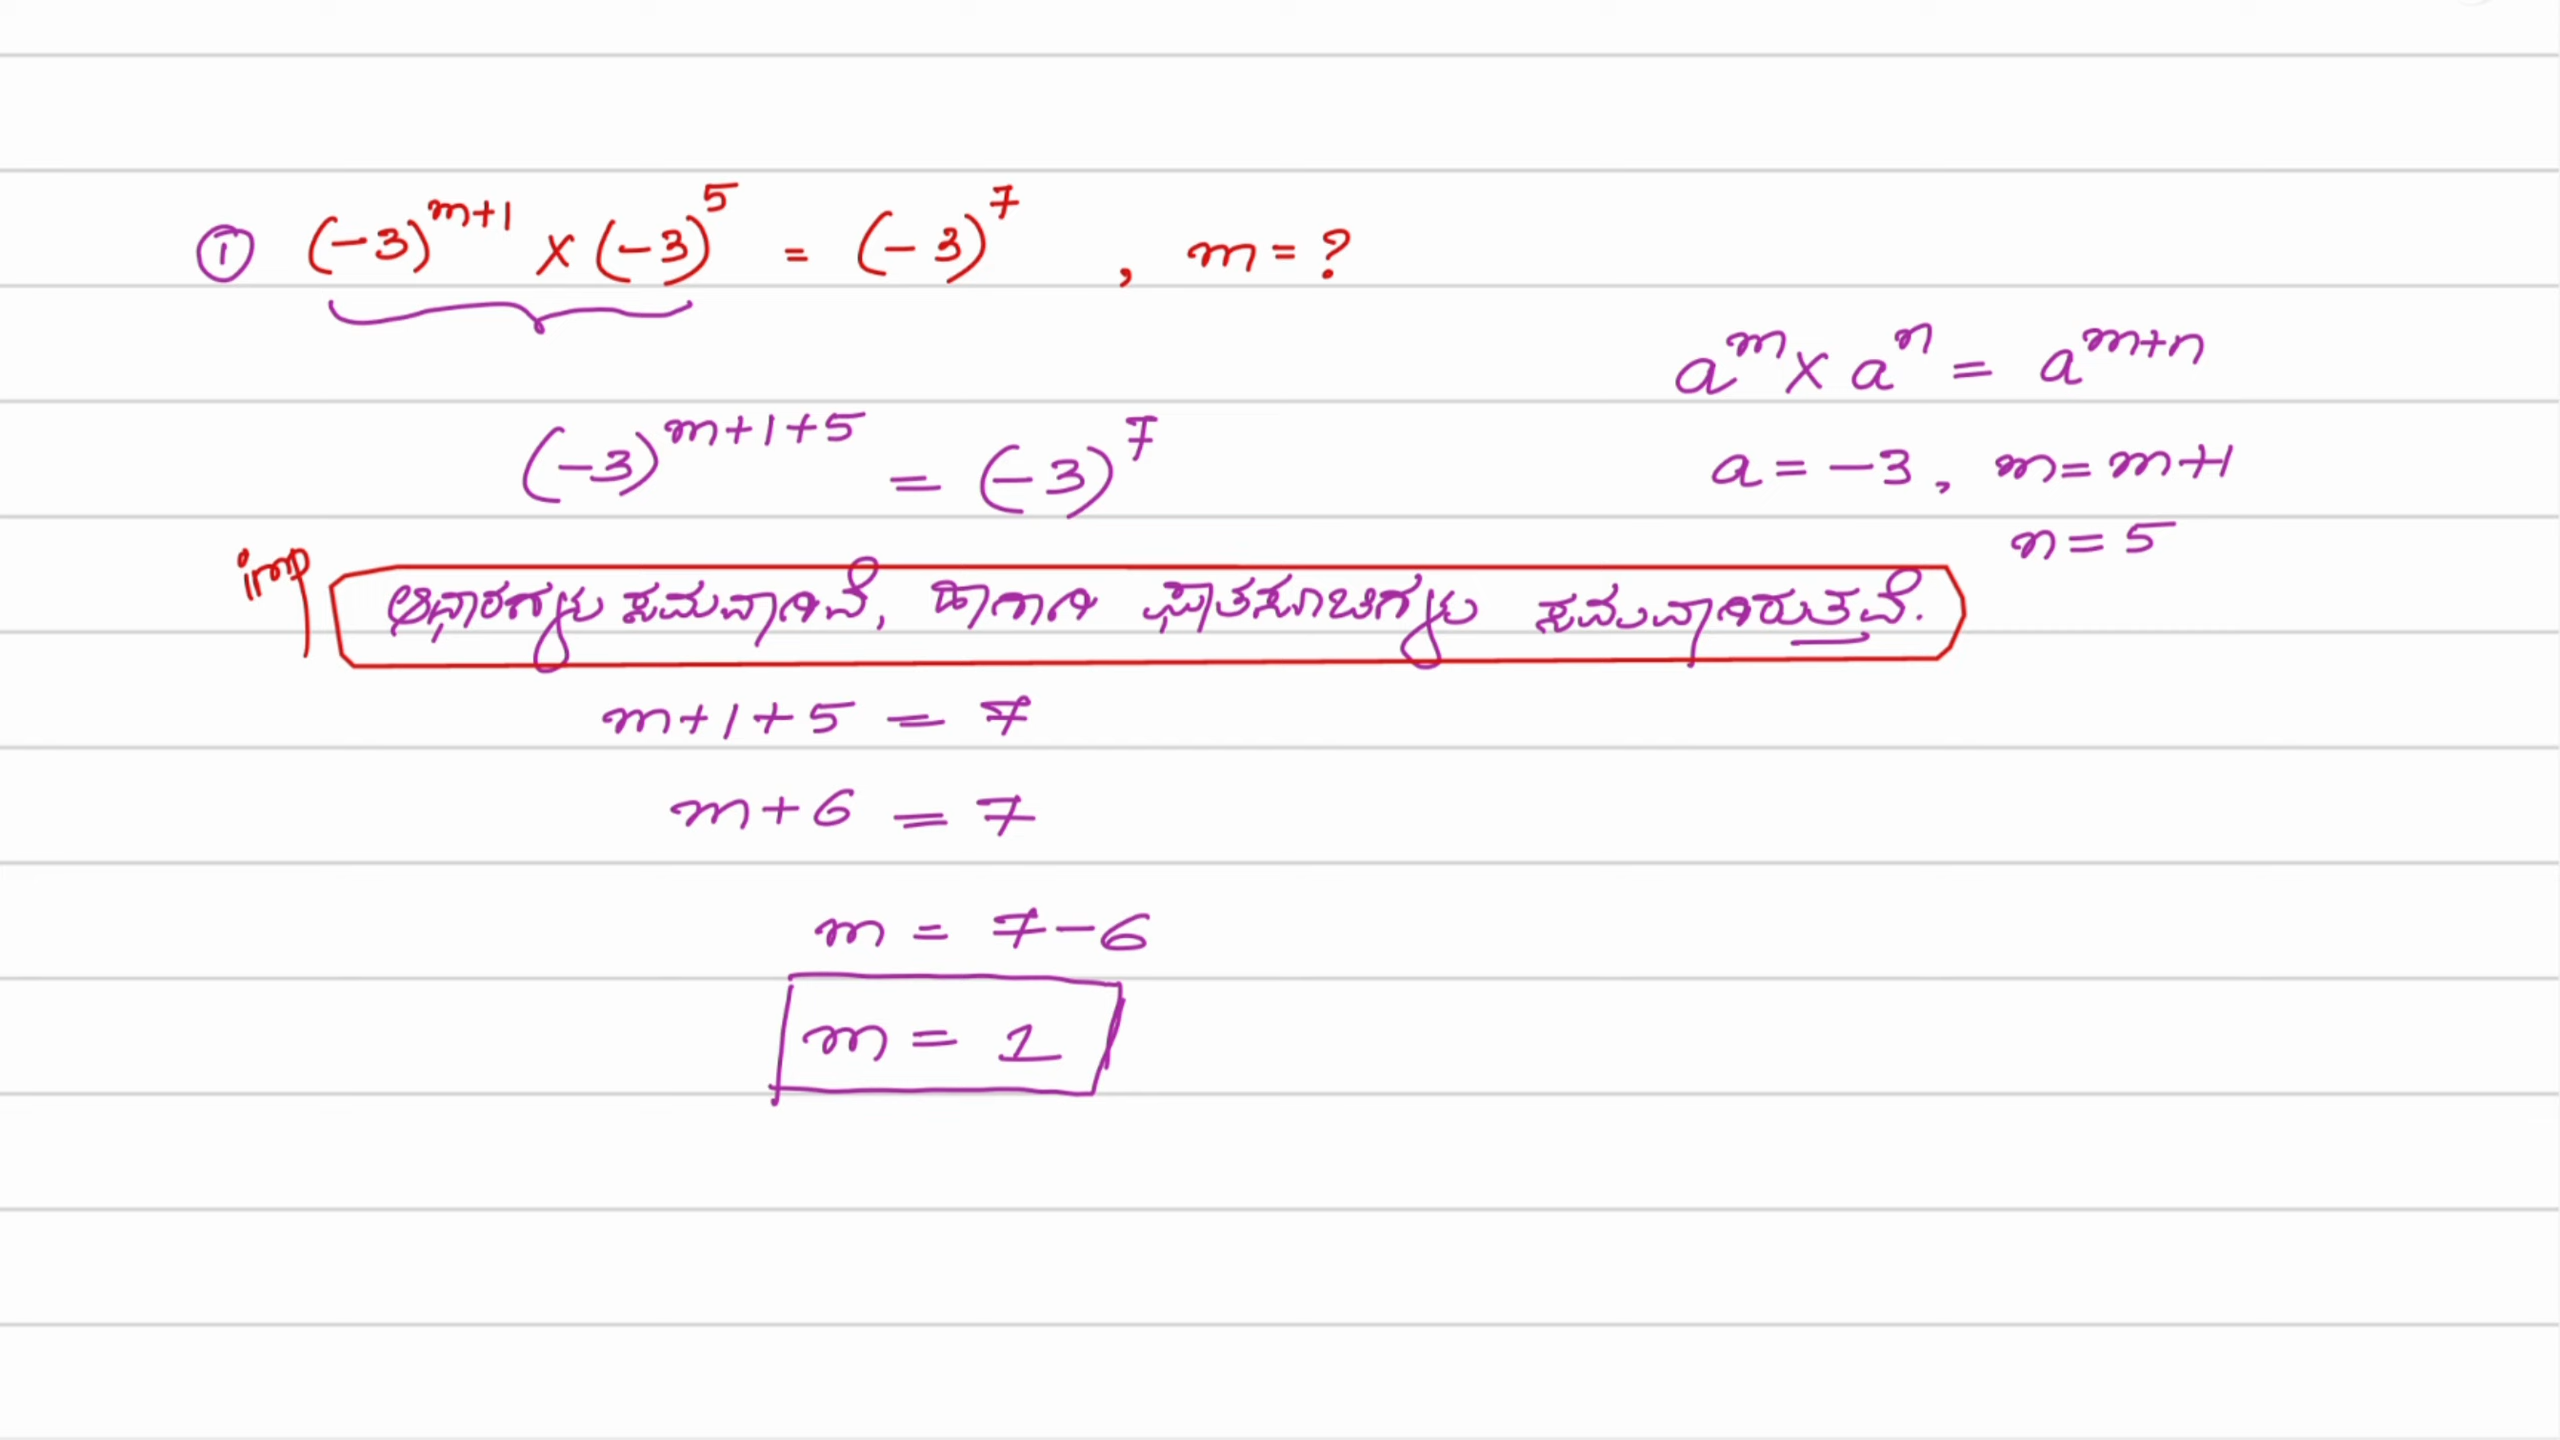 ① (-3)^{m+1} × (-3)^5 = (-3)^7 , m = ?
a^m × a^n = a^{m+n}
(-3)^{m+1+5} = (-3)^7
a = -3, m = m+1
n = 5
imp
ಆಧಾರಗಳು ಸಮವಾಗಿವೆ, ಹಾಗಾಗಿ ಘಾತಸೂಚಿಗಳು ಸಮವಾಗಿರುತ್ತವೆ.
m+1+5 = 7
m+6 = 7
m = 7-6
m = 1